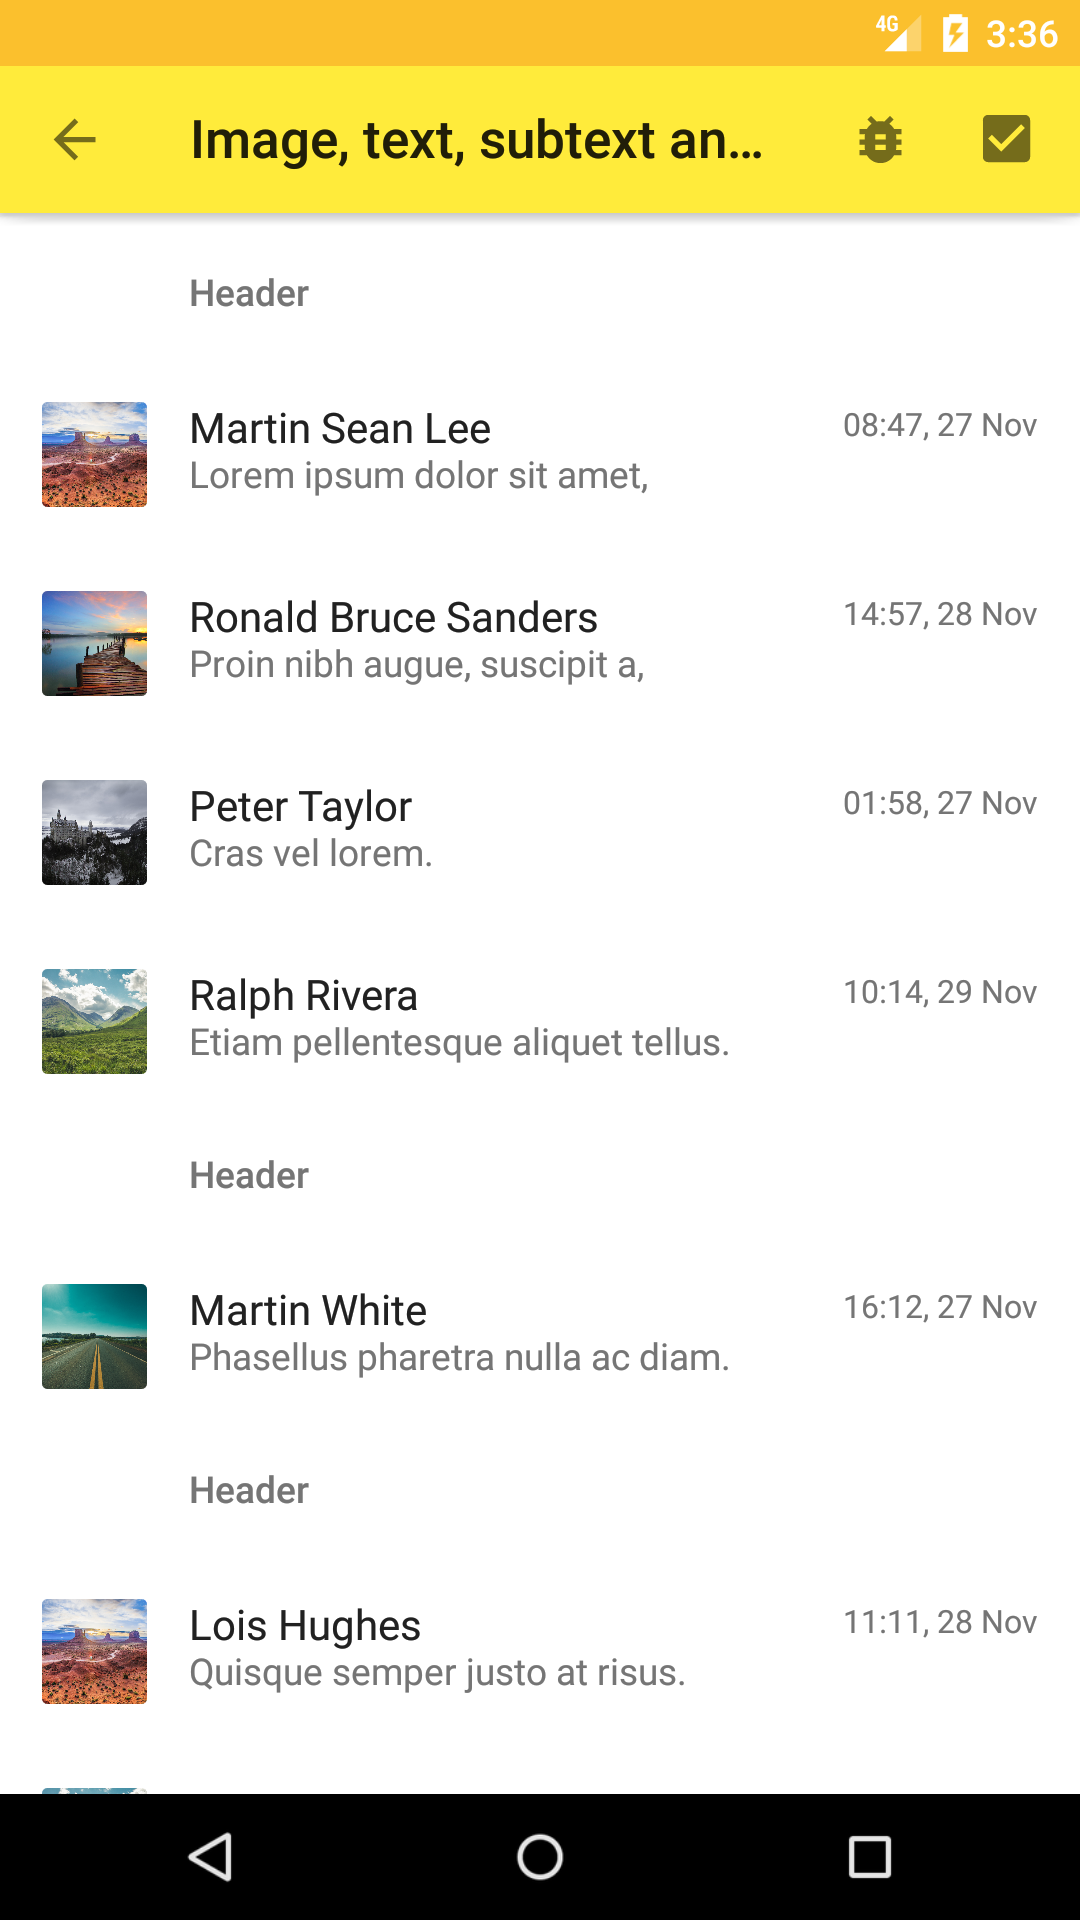 4G 3:36
Image, text, subtext an...
Header
Martin Sean Lee 08:47, 27 Nov
Lorem ipsum dolor sit amet,
Ronald Bruce Sanders 14:57, 28 Nov
Proin nibh augue, suscipit a,
Peter Taylor 01:58, 27 Nov
Cras vel lorem.
Ralph Rivera 10:14, 29 Nov
Etiam pellentesque aliquet tellus.
Header
Martin White 16:12, 27 Nov
Phasellus pharetra nulla ac diam.
Header
Lois Hughes 11:11, 28 Nov
Quisque semper justo at risus.